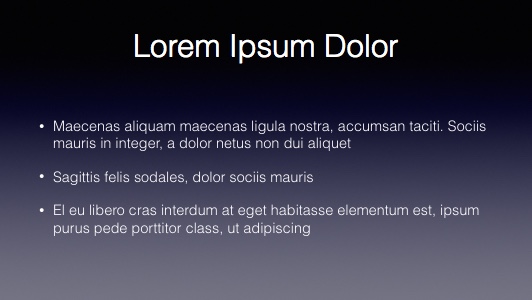 Lorem Ipsum Dolor
• Maecenas aliquam maecenas ligula nostra, accumsan taciti. Sociis
mauris in integer, a dolor netus non dui aliquet
• Sagittis felis sodales, dolor sociis mauris
• El eu libero cras interdum at eget habitasse elementum est, ipsum
purus pede porttitor class, ut adipiscing